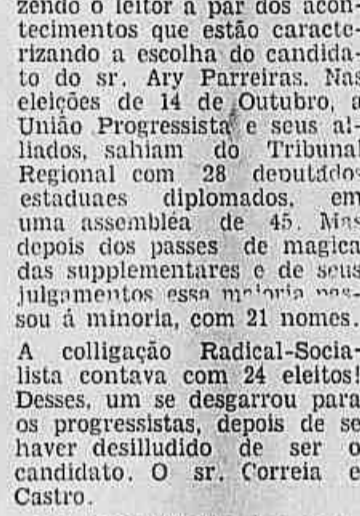 zendo o leitor a par dos acon-
tecimentos que estão caracte-
rizando a escolha do candida-
to do sr. Ary Parreiras. Nas
eleições de 14 de Outubro, a
União Progressista e seus al-
liados, sahiam do Tribunal
Regional com 28 deputados
estaduaes diplomados, em
uma assembléa de 45. Mas
depois dos passes de magica
das supplementares e de seus
julgamentos essa maioria pas-
sou á minoria, com 21 nomes.
A colligação Radical-Socia-
lista contava com 24 eleitos!
Desses, um se desgarrou para
os progressistas, depois de se
haver desilludido de ser o
candidato. O sr. Correia e
Castro.